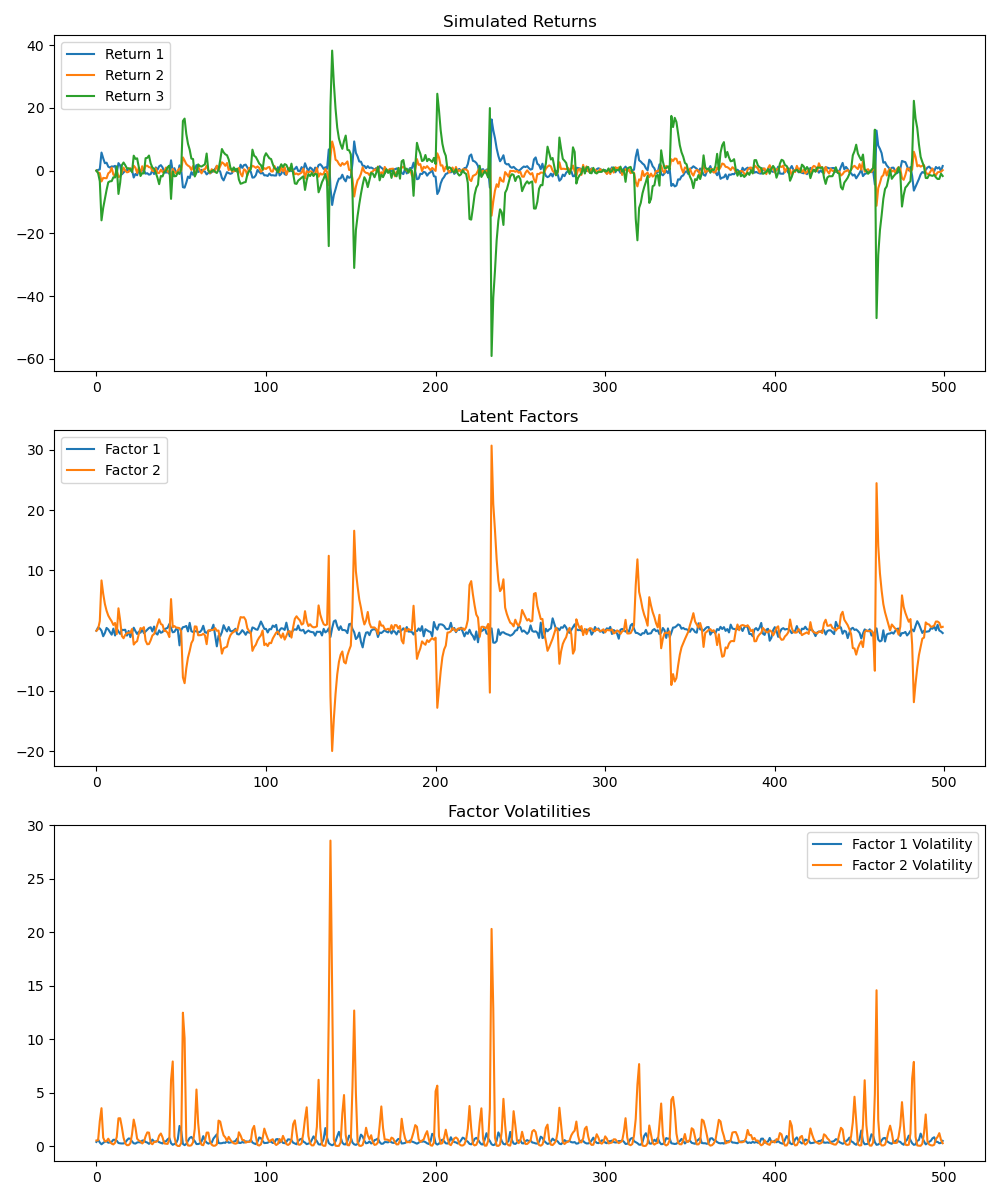 Simulated Returns
Return 1
Return 2
Return 3
40
20
0
−20
−40
−60
0 100 200 300 400 500
Latent Factors
Factor 1
Factor 2
30
20
10
0
−10
−20
0 100 200 300 400 500
Factor Volatilities
Factor 1 Volatility
Factor 2 Volatility
30
25
20
15
10
5
0
0 100 200 300 400 500